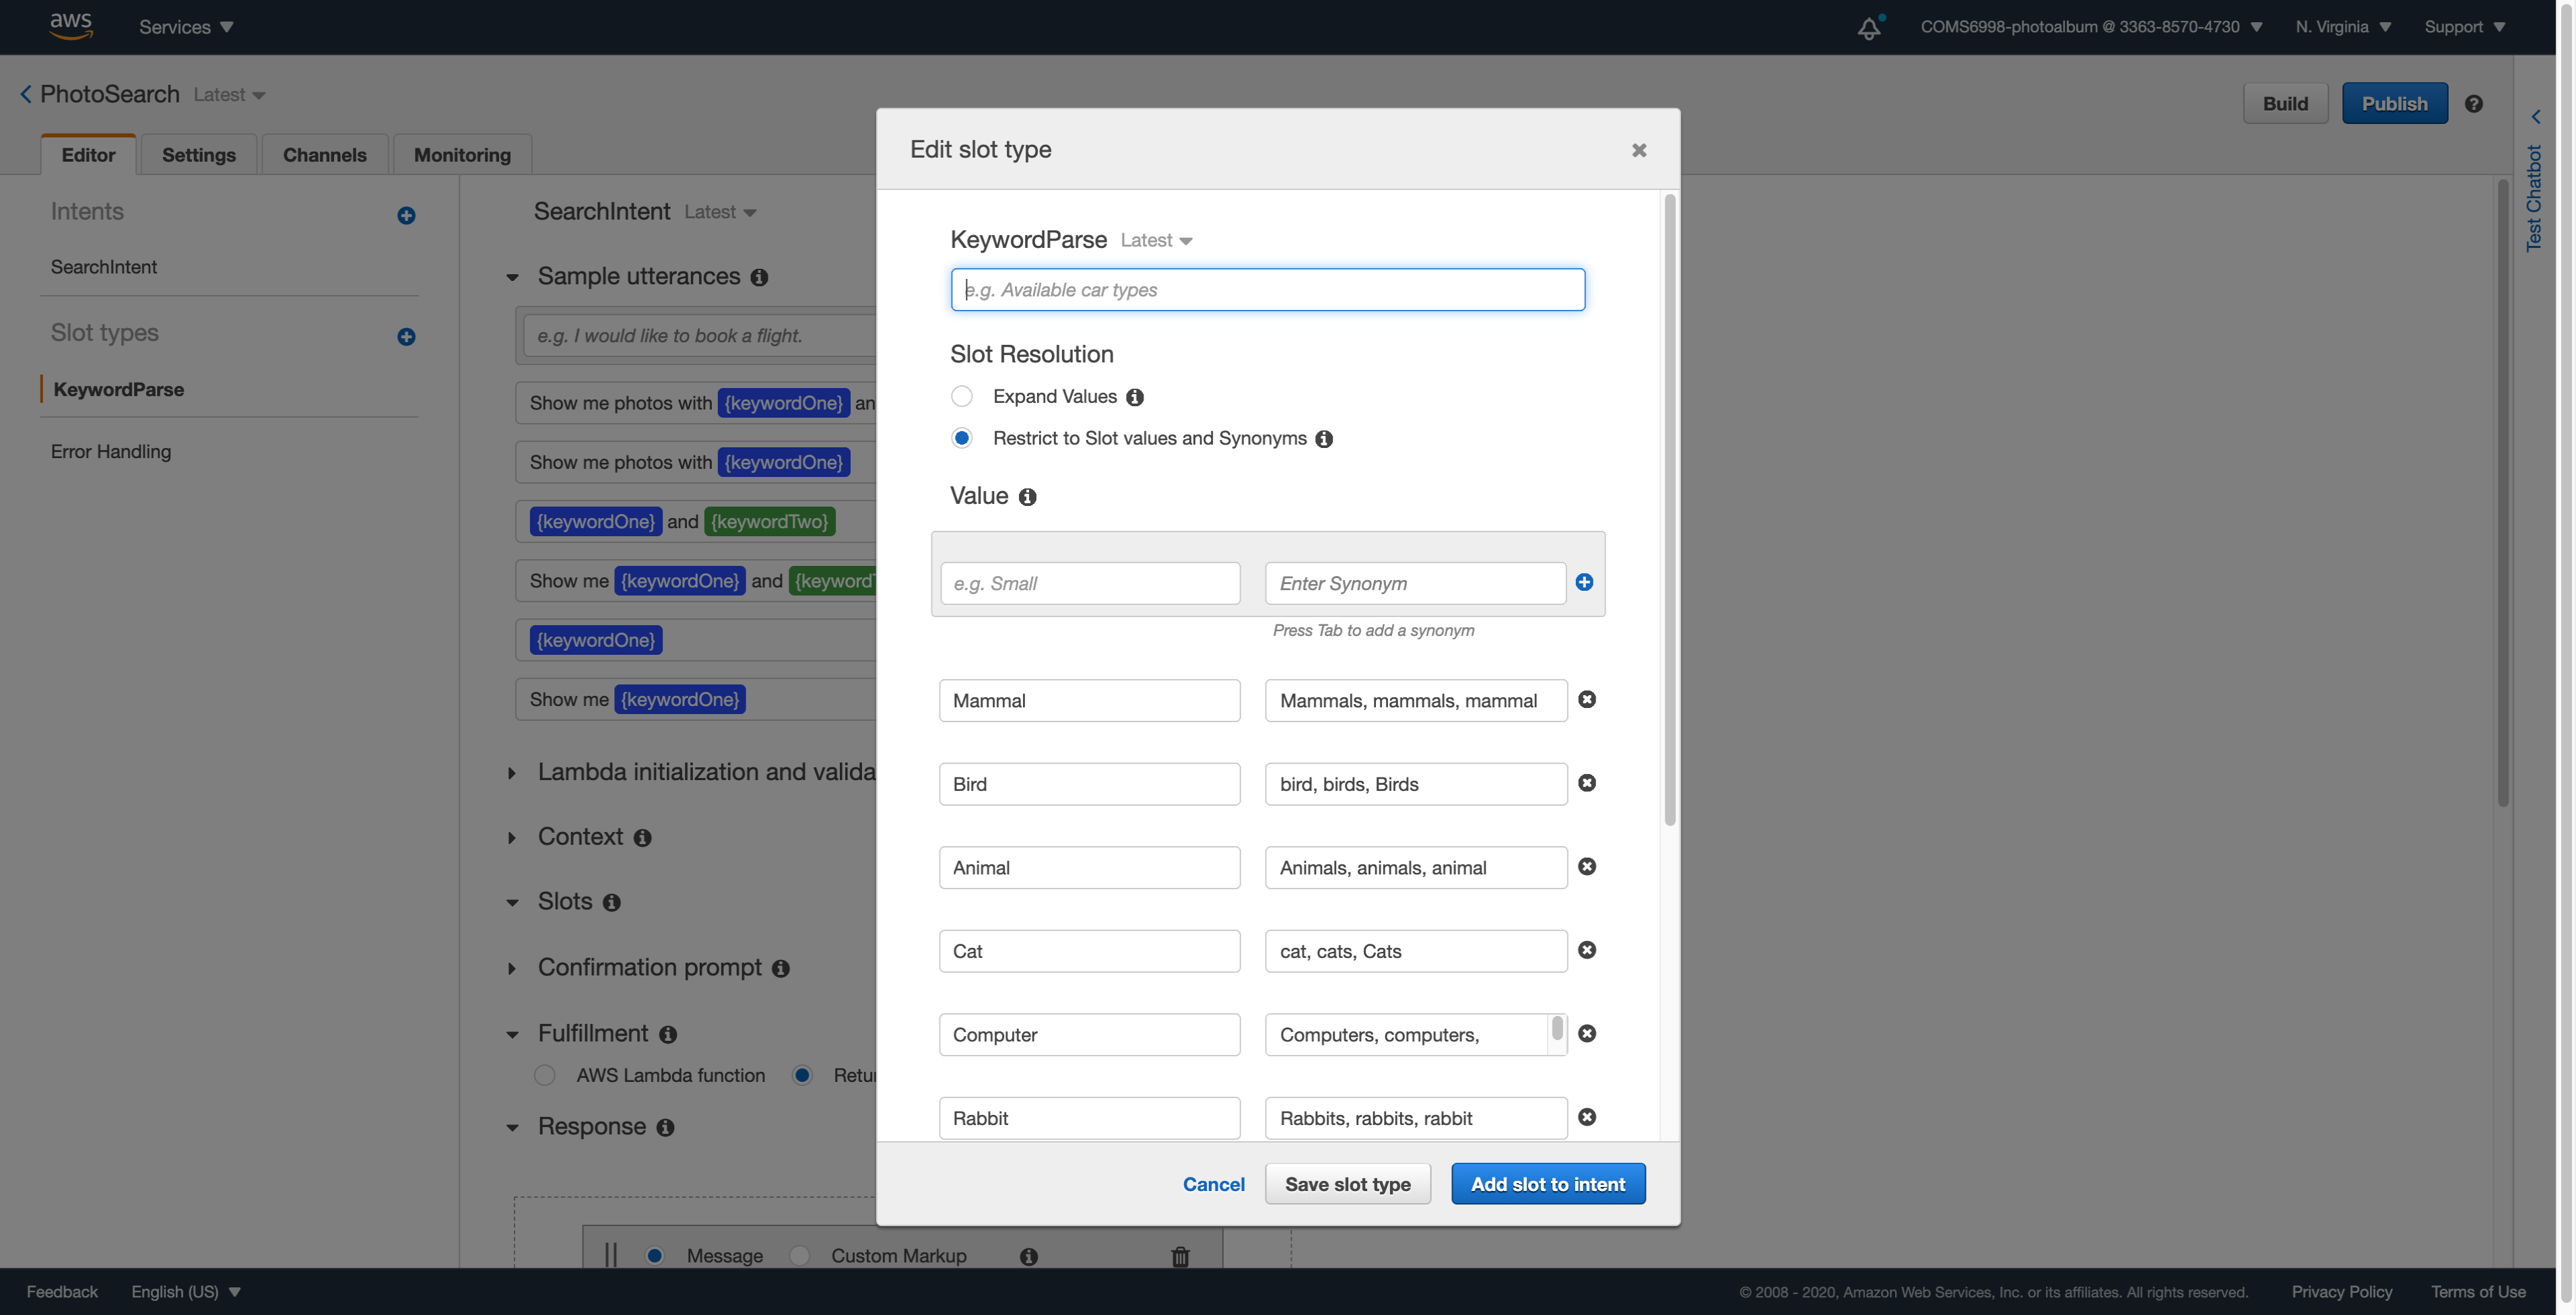 aws Services
COMS6998-photoalbum @ 3363-8570-4730 N. Virginia Support
PhotoSearch Latest
Build Publish
Editor Settings Channels Monitoring
Test Chatbot
Intents
SearchIntent
Slot types
KeywordParse
Error Handling
SearchIntent Latest
Sample utterances
e.g. I would like to book a flight.
Show me photos with {keywordOne} an
Show me photos with {keywordOne}
{keywordOne} and {keywordTwo}
Show me {keywordOne} and {keywordT
{keywordOne}
Show me {keywordOne}
Lambda initialization and valida
Context
Slots
Confirmation prompt
Fulfillment
AWS Lambda function Retur
Response
Message Custom Markup
Edit slot type
KeywordParse Latest
e.g. Available car types
Slot Resolution
Expand Values
Restrict to Slot values and Synonyms
Value
e.g. Small Enter Synonym
Press Tab to add a synonym
Mammal Mammals, mammals, mammal
Bird bird, birds, Birds
Animal Animals, animals, animal
Cat cat, cats, Cats
Computer Computers, computers,
Rabbit Rabbits, rabbits, rabbit
Cancel Save slot type Add slot to intent
Feedback English (US)
© 2008 - 2020, Amazon Web Services, Inc. or its affiliates. All rights reserved. Privacy Policy Terms of Use